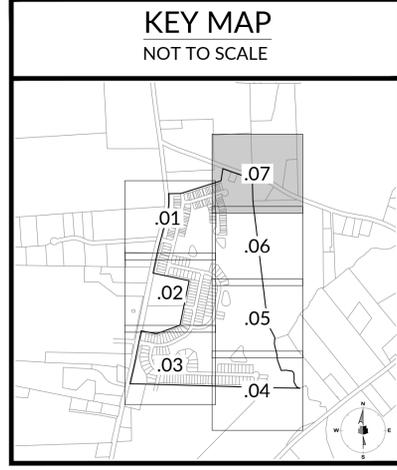 KEY MAP
NOT TO SCALE
.07
.01
.06
.02
.05
.03
.04
N
W E
S